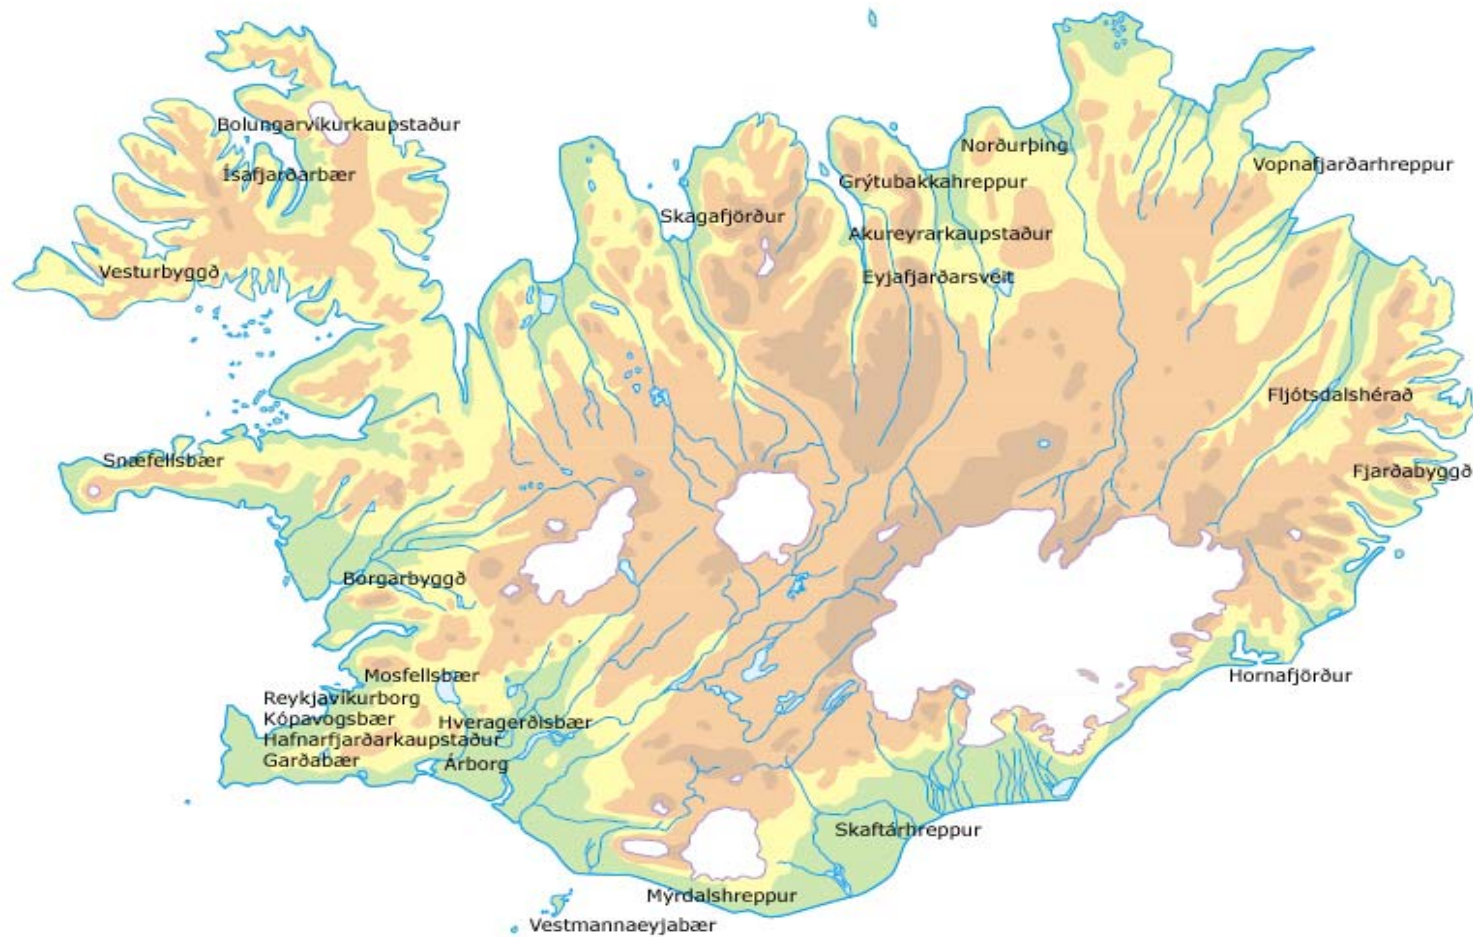 Bolungarvíkurkaupstaður
Norðurþing
Vopnafjarðarhreppur
Ísafjarðarbær
Grýtubakkahreppur
Skagafjörður
Akureyrarkaupstaður
Vesturbyggð
Eyjafjarðarsveit
Fljótsdalshérað
Snæfellsbær
Fjarðabyggð
Borgarbyggð
Mosfellsbær
Hornafjörður
Reykjavíkurborg
Kópavogsbær
Hveragerðisbær
Hafnarfjarðarkaupstaður
Garðabær
Árborg
Skaftárhreppur
Mýrdalshreppur
Vestmannaeyjabær